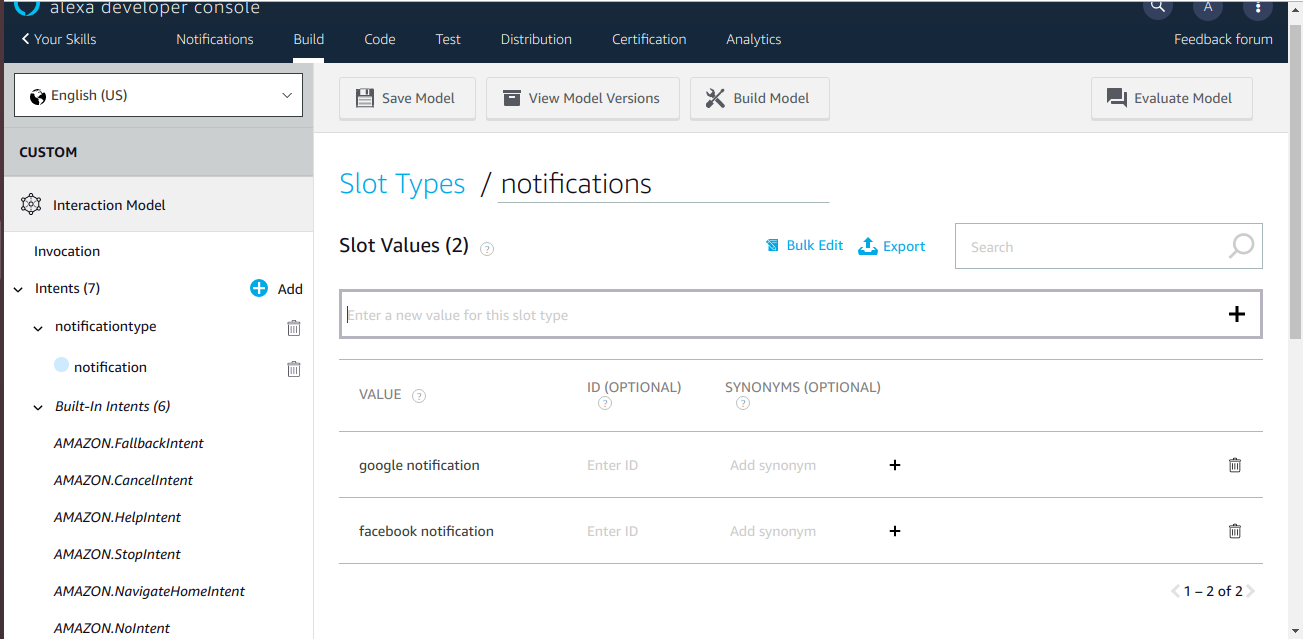 alexa developer console
A
Your Skills
Notifications
Build
Code
Test
Distribution
Certification
Analytics
Feedback forum
English (US)
Save Model
View Model Versions
Build Model
Evaluate Model
CUSTOM
Interaction Model
Invocation
Intents (7)
Add
notificationtype
notification
Built-In Intents (6)
AMAZON.FallbackIntent
AMAZON.CancelIntent
AMAZON.HelpIntent
AMAZON.StopIntent
AMAZON.NavigateHomeIntent
AMAZON.NoIntent
Slot Types / notifications
Slot Values (2) ?
Bulk Edit
Export
Search
Enter a new value for this slot type
VALUE ?
ID (OPTIONAL)
?
SYNONYMS (OPTIONAL)
?
google notification
Enter ID
Add synonym
facebook notification
Enter ID
Add synonym
1 – 2 of 2